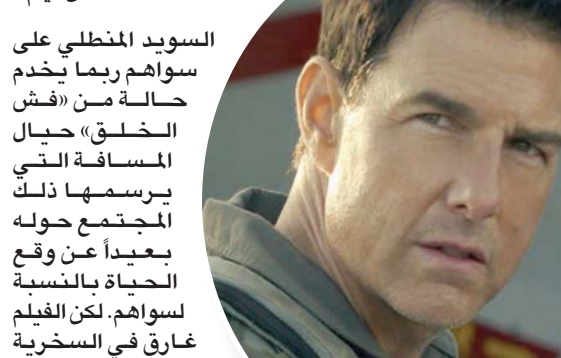 السويد المنطلي على
سواهم ربما يخدم
حالة من «فش
الخلق» حيال
المسافة التي
يرسمها ذلك
المجتمع حوله
بعيداً عن وقع
الحياة بالنسبة
لسواهم. لكن الفيلم
غارق في السخرية